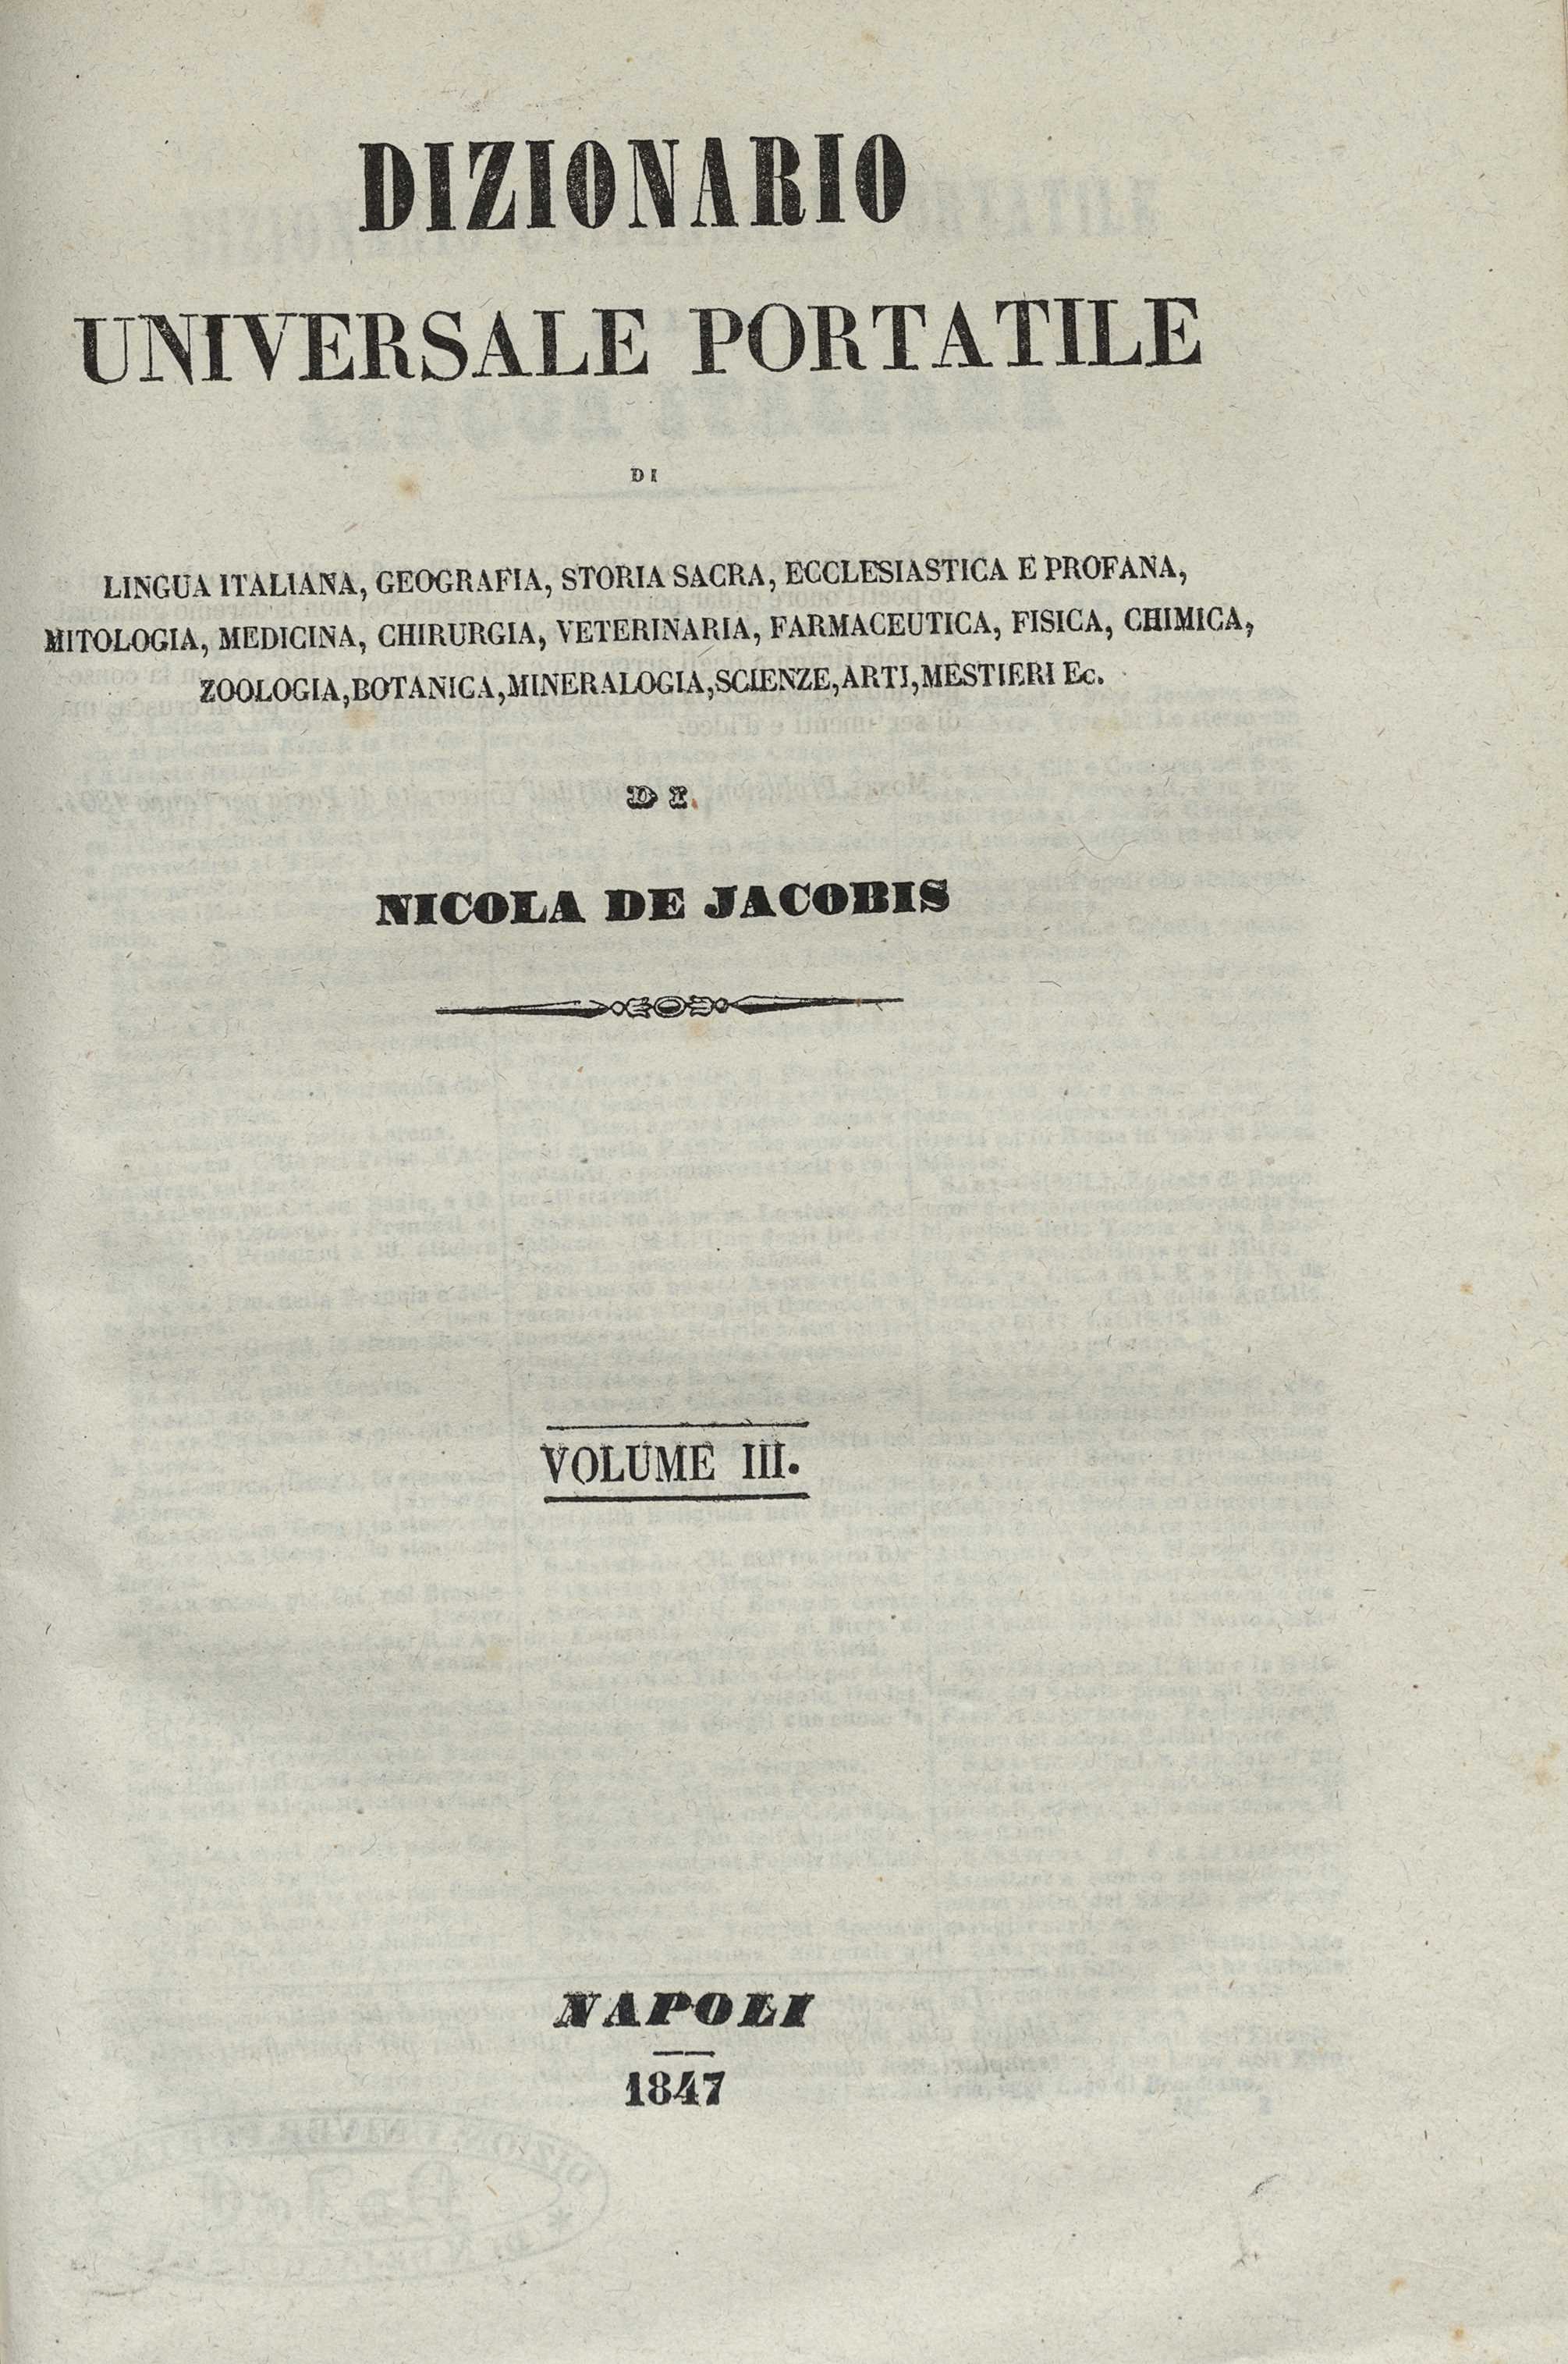 DIZIONARIO
UNIVERSALE PORTATILE
DI
LINGUA ITALIANA, GEOGRAFIA, STORIA SACRA, ECCLESIASTICA E PROFANA,
MITOLOGIA, MEDICINA, CHIRURGIA, VETERINARIA, FARMACEUTICA, FISICA, CHIMICA,
ZOOLOGIA, BOTANICA, MINERALOGIA, SCIENZE, ARTI, MESTIERI Ec.
DI
NICOLA DE JACOBIS
VOLUME III.
NAPOLI
1847